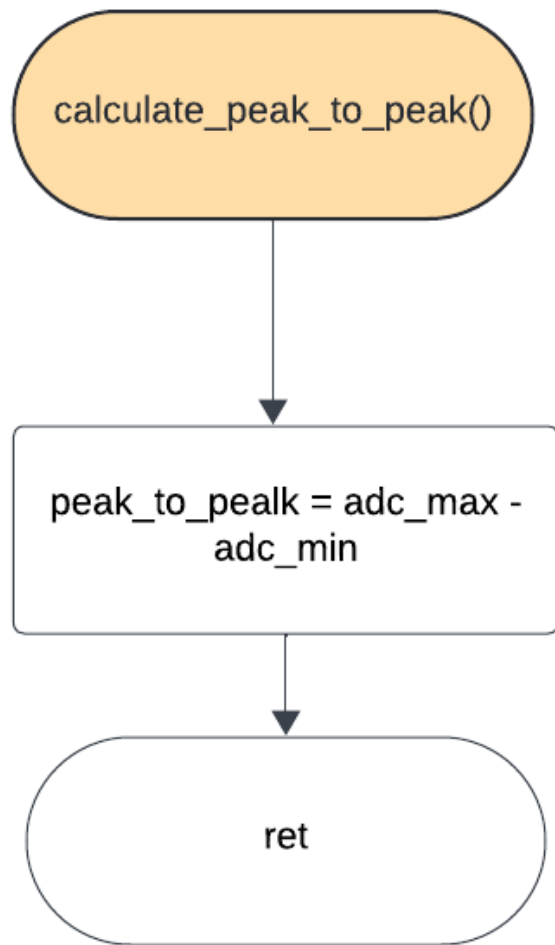 calculate_peak_to_peak()
peak_to_pealk = adc_max -
adc_min
ret